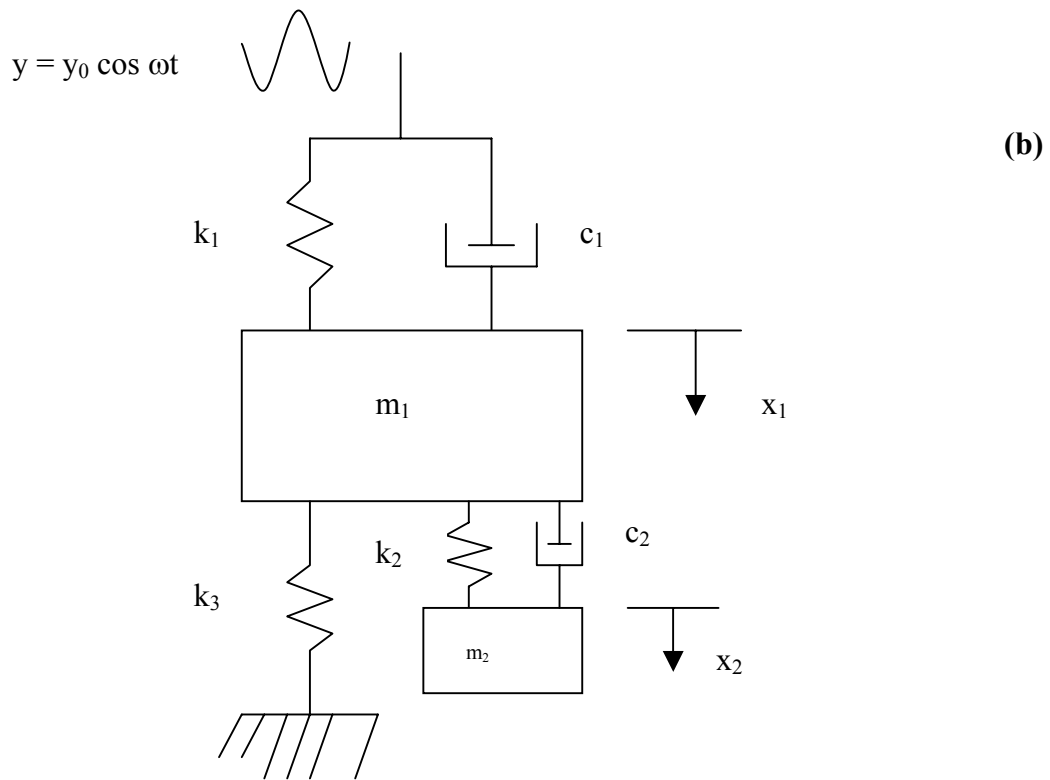 y = y₀ cos ωt
(b)
k₁
c₁
m₁
x₁
k₂
c₂
k₃
m₂
x₂